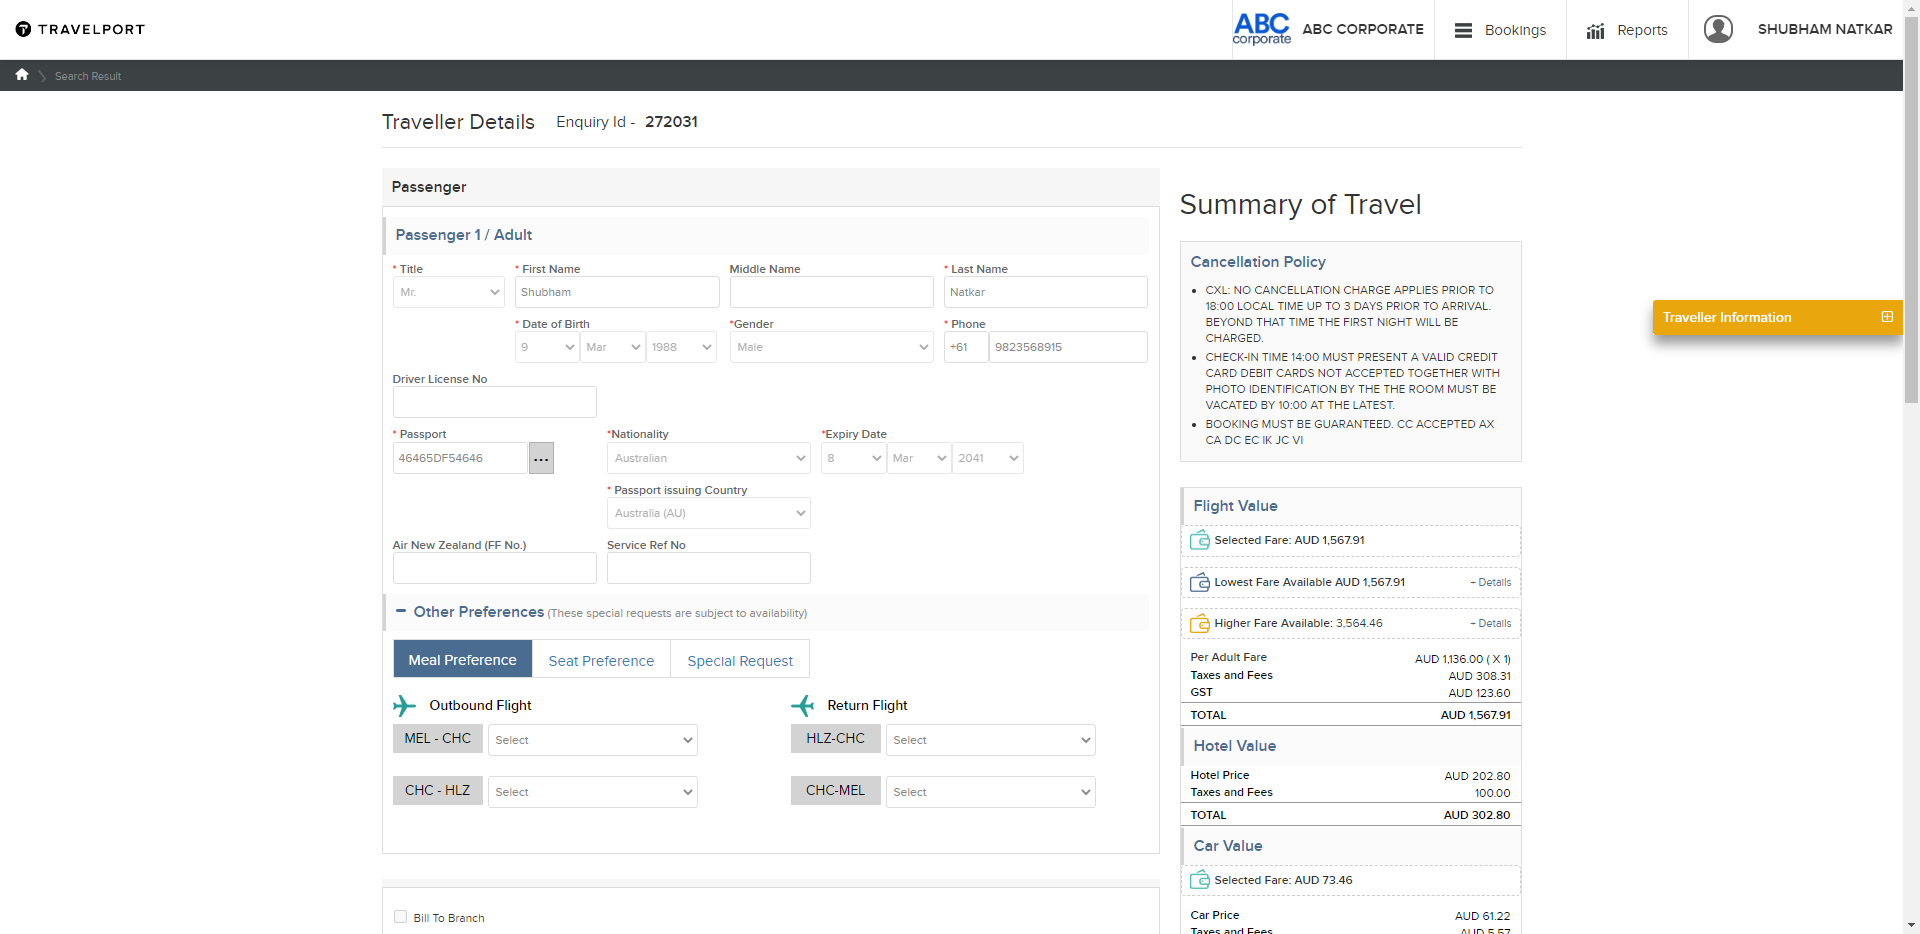 TRAVELPORT
ABC corporate
ABC CORPORATE
Bookings
Reports
SHUBHAM NATKAR
Search Result
Traveller Details
Enquiry Id - 272031
Passenger
Passenger 1 / Adult
* Title
* First Name
Middle Name
* Last Name
Mr.
Shubham
Natkar
* Date of Birth
*Gender
* Phone
9
Mar
1988
Male
+61
9823568915
Driver License No
* Passport
*Nationality
*Expiry Date
46465DF54646
...
Australian
8
Mar
2041
* Passport issuing Country
Australia (AU)
Air New Zealand (FF No.)
Service Ref No
Other Preferences (These special requests are subject to availability)
Meal Preference
Seat Preference
Special Request
Outbound Flight
Return Flight
MEL - CHC
Select
HLZ-CHC
Select
CHC - HLZ
Select
CHC-MEL
Select
Bill To Branch
Summary of Travel
Cancellation Policy
• CXL: NO CANCELLATION CHARGE APPLIES PRIOR TO
18:00 LOCAL TIME UP TO 3 DAYS PRIOR TO ARRIVAL.
BEYOND THAT TIME THE FIRST NIGHT WILL BE
CHARGED.
• CHECK-IN TIME 14:00 MUST PRESENT A VALID CREDIT
CARD DEBIT CARDS NOT ACCEPTED TOGETHER WITH
PHOTO IDENTIFICATION BY THE THE ROOM MUST BE
VACATED BY 10:00 AT THE LATEST.
• BOOKING MUST BE GUARANTEED. CC ACCEPTED AX
CA DC EC IK JC VI
Traveller Information
Flight Value
Selected Fare: AUD 1,567.91
Lowest Fare Available AUD 1,567.91
+ Details
Higher Fare Available: 3,564.46
+ Details
Per Adult Fare
AUD 1,136.00 ( X 1)
Taxes and Fees
AUD 308.31
GST
AUD 123.60
TOTAL
AUD 1,567.91
Hotel Value
Hotel Price
AUD 202.80
Taxes and Fees
100.00
TOTAL
AUD 302.80
Car Value
Selected Fare: AUD 73.46
Car Price
AUD 61.22
Taxes and Fees
AUD 5.57